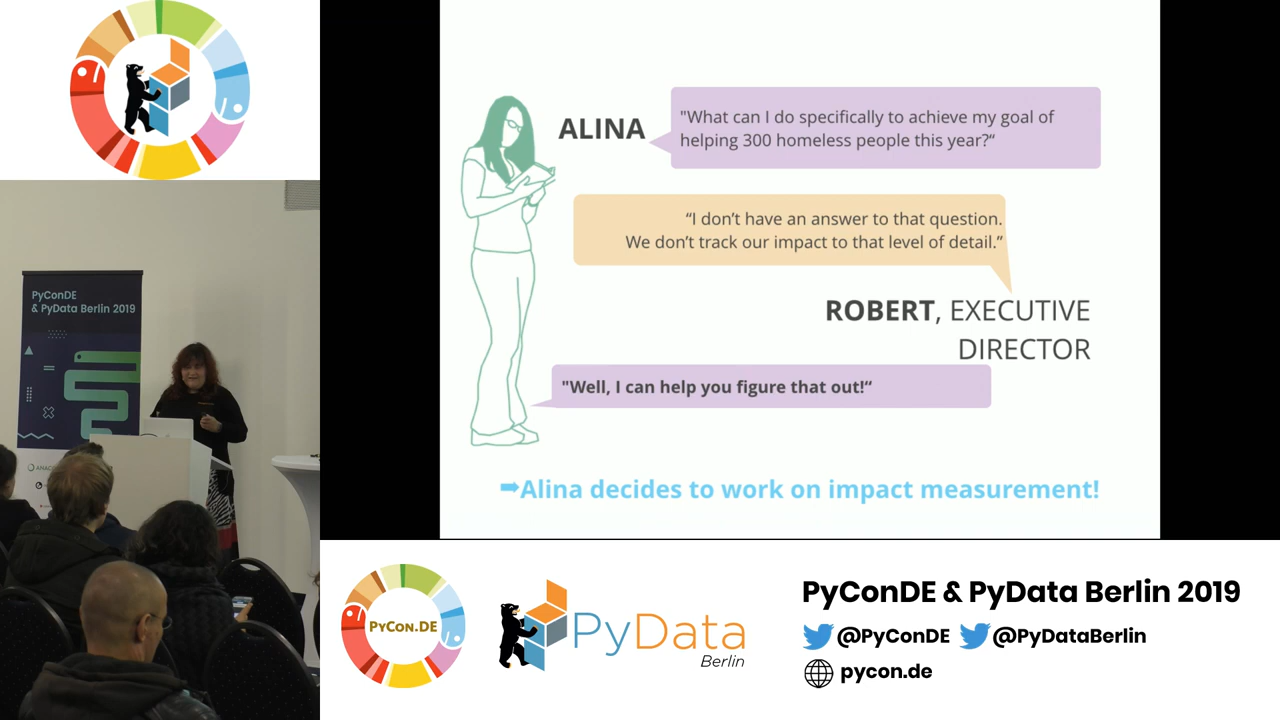 ALINA
"What can I do specifically to achieve my goal of
helping 300 homeless people this year?“
“I don’t have an answer to that question.
We don’t track our impact to that level of detail.”
ROBERT, EXECUTIVE
DIRECTOR
"Well, I can help you figure that out!“
➡Alina decides to work on impact measurement!
PyConDE
& PyData Berlin 2019
PYCON.DE
PyData
Berlin
PyConDE & PyData Berlin 2019
@PyConDE @PyDataBerlin
pycon.de